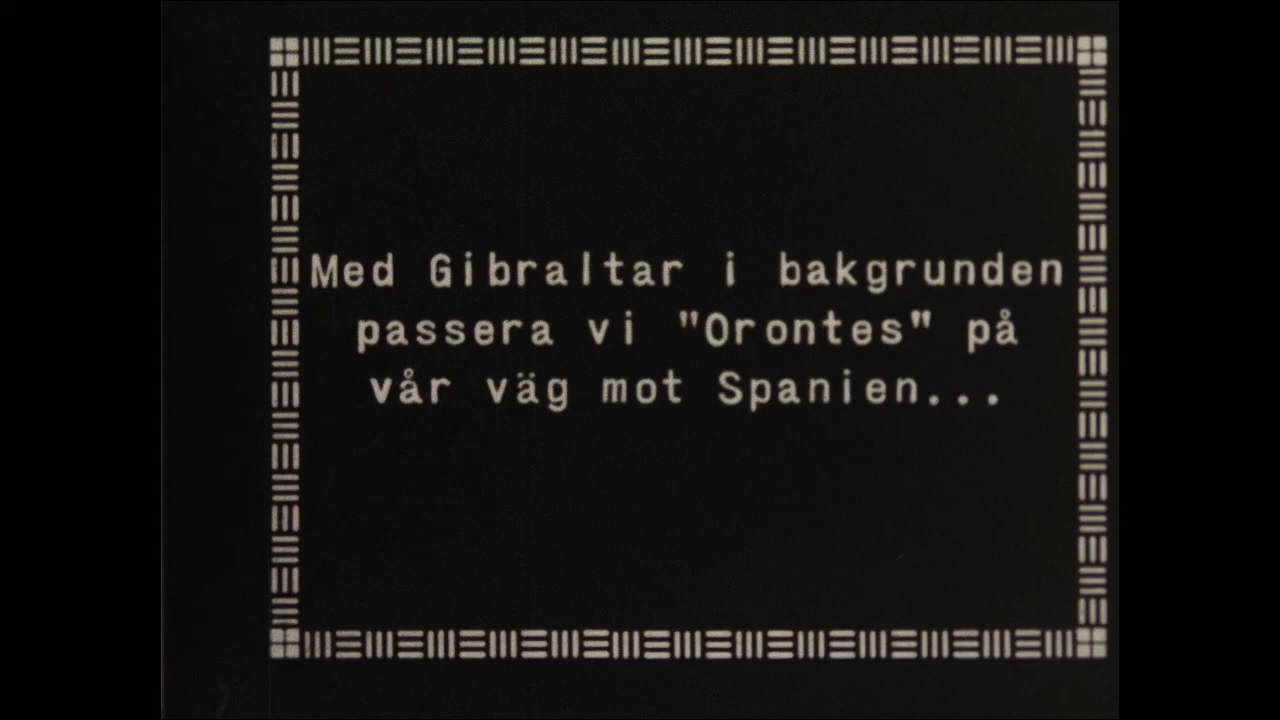 Med Gibraltar i bakgrunden
passera vi "Orontes" på
vår väg mot Spanien...